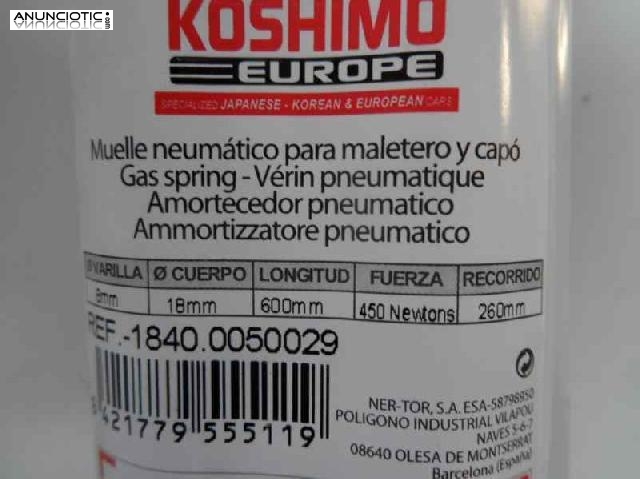 ANUNCIOTIC
KOSHIMO
EUROPE
SPECIALIZED JAPANESE - KOREAN & EUROPEAN CARS
Muelle neumático para maletero y capó
Gas spring - Vérin pneumatique
Amortecedor pneumatico
Ammortizzatore pneumatico
Ø VARILLA Ø CUERPO LONGITUD FUERZA RECORRIDO
8mm 18mm 600mm 450 Newtons 260mm
REF.-1840.0050029
8 421779 555119
NER-TOR, S.A. ESA-58798950
POLIGONO INDUSTRIAL VILAPOU
NAVES 5-6-7
08640 OLESA DE MONTSERRAT
Barcelona (España)